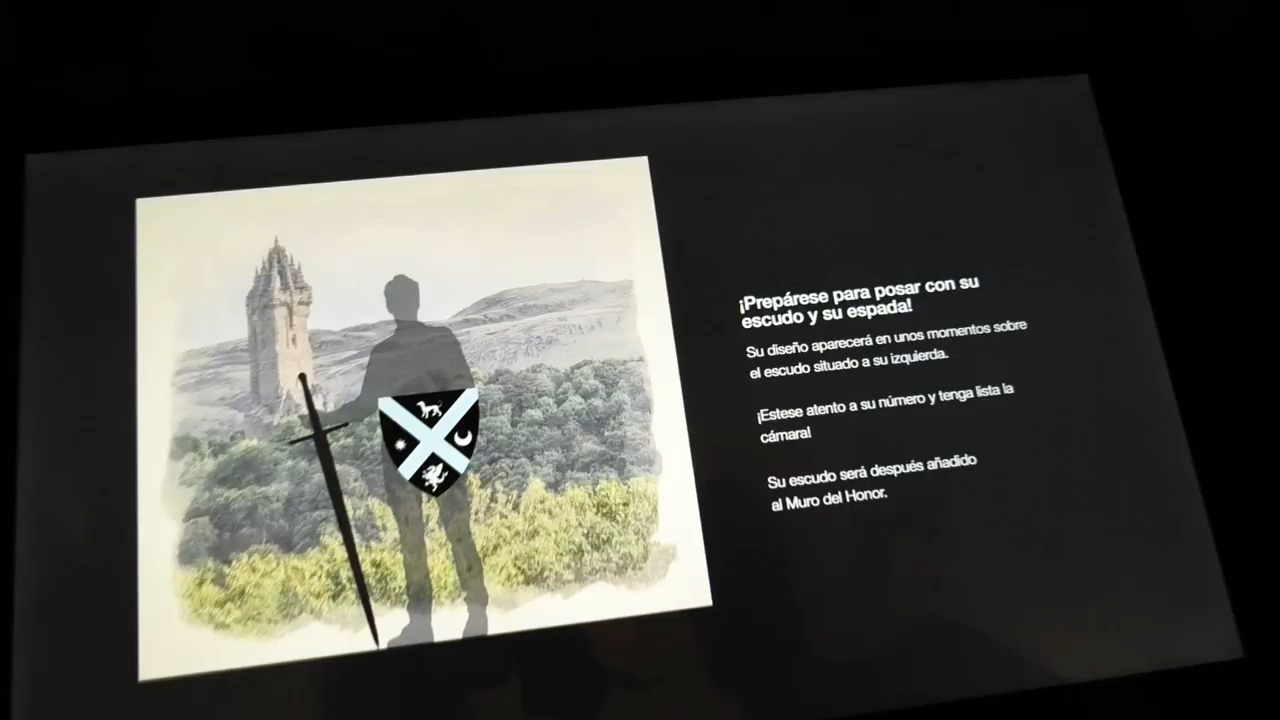 ¡Prepárese para posar con su
escudo y su espada!
Su diseño aparecerá en unos momentos sobre
el escudo situado a su izquierda.
¡Estese atento a su número y tenga lista la
cámara!
Su escudo será después añadido
al Muro del Honor.